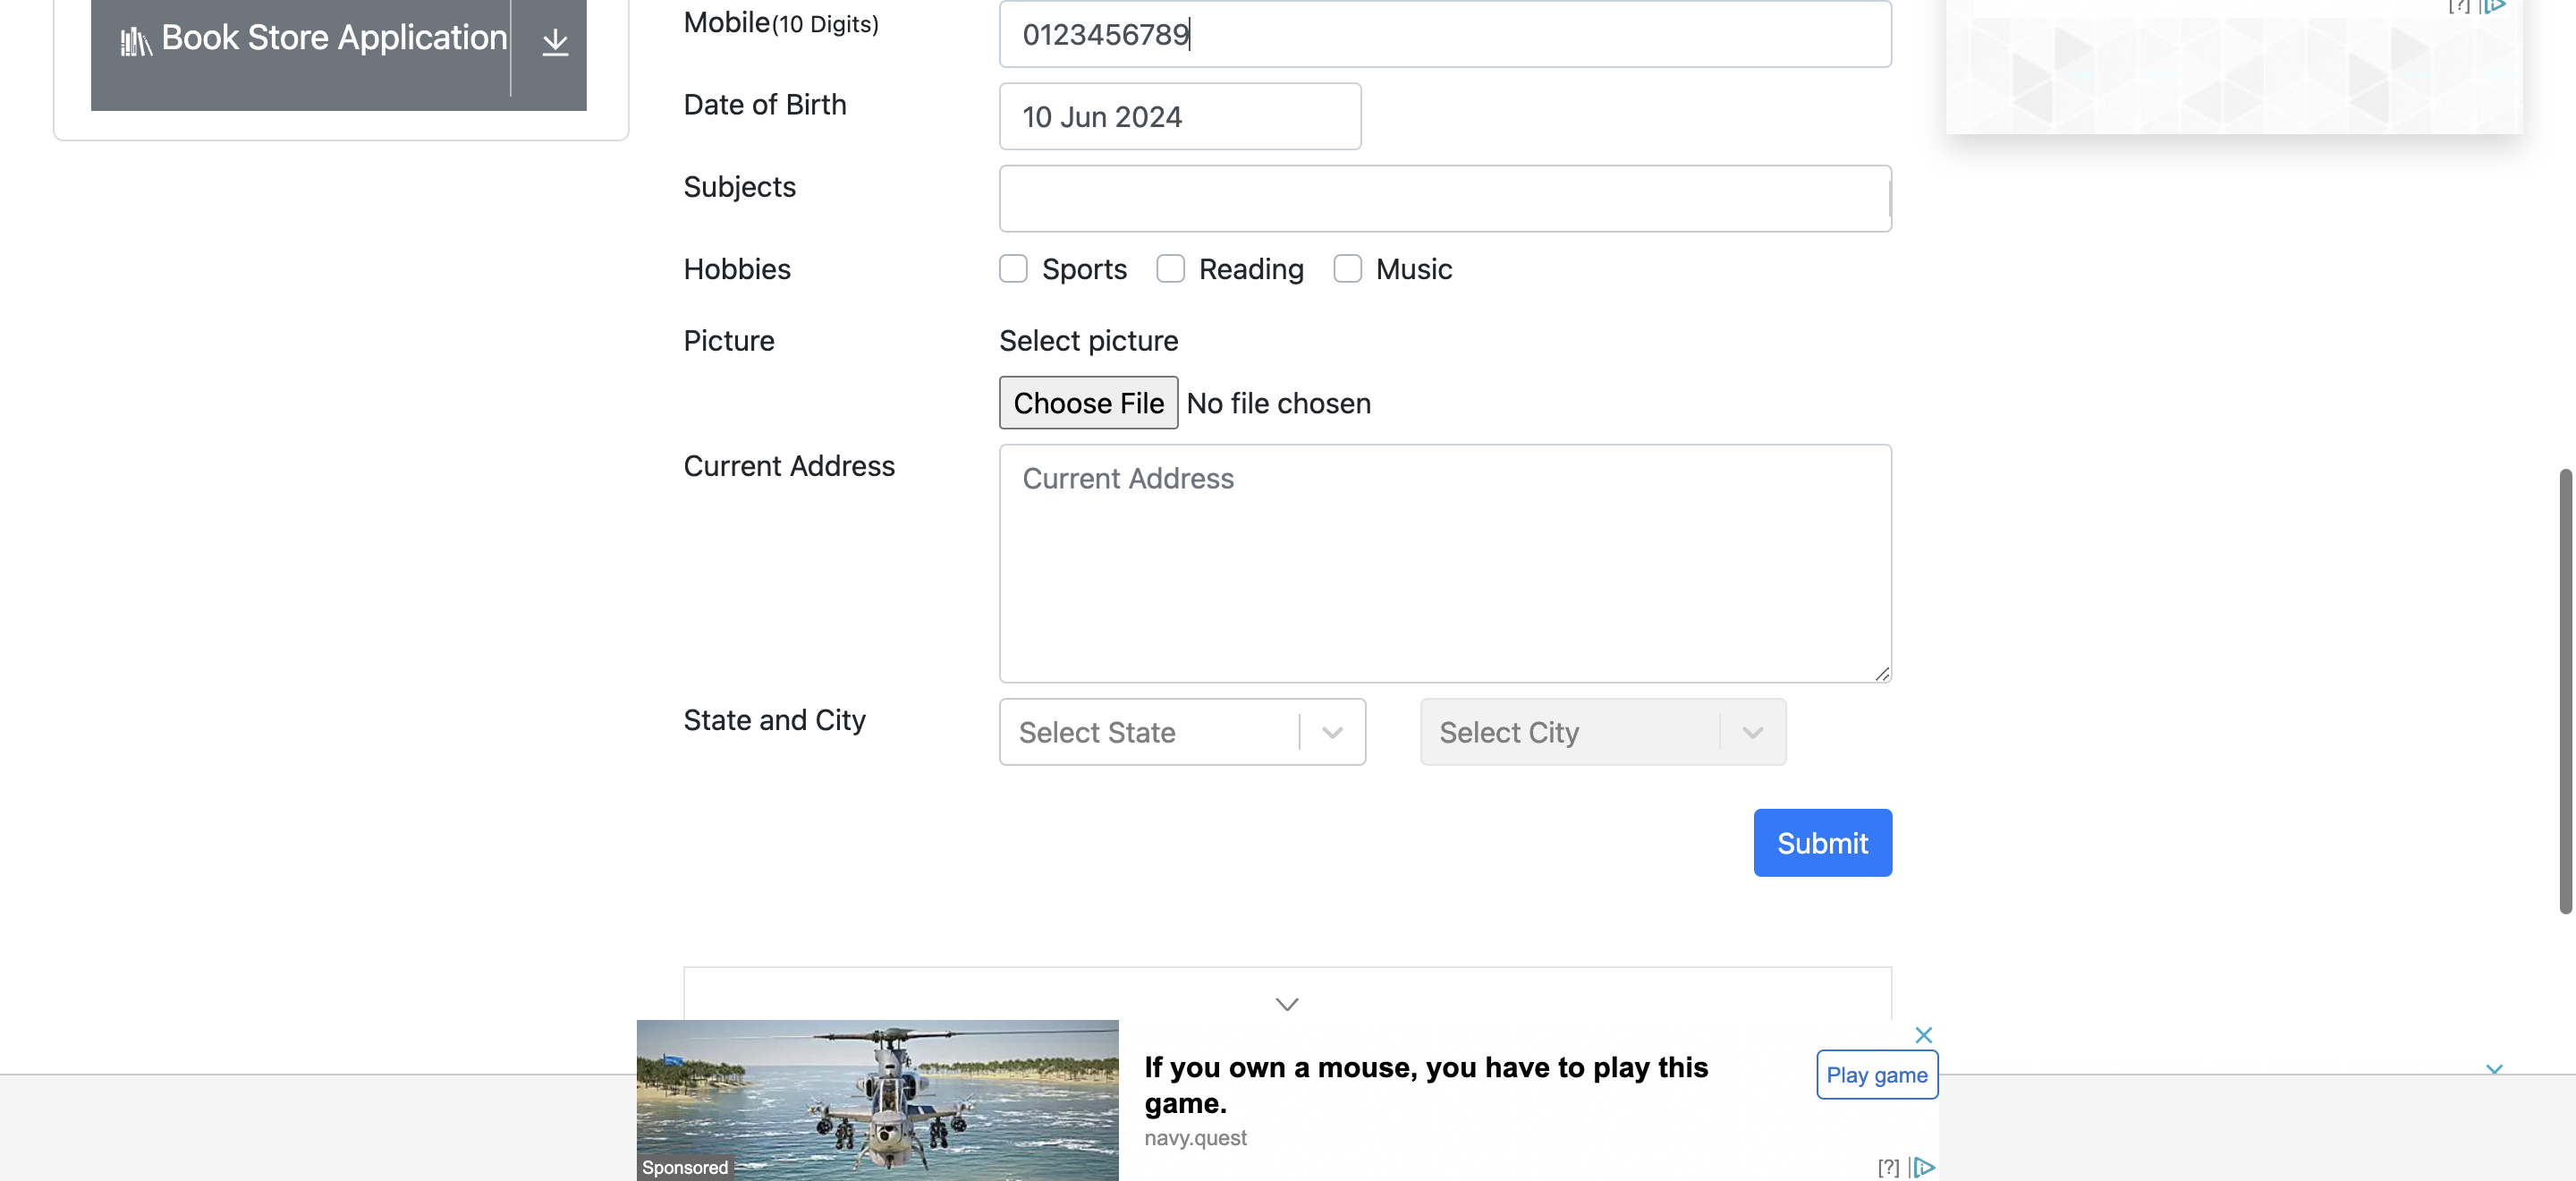 Book Store Application
Mobile(10 Digits)
0123456789
Date of Birth
10 Jun 2024
Subjects
Hobbies
Sports
Reading
Music
Picture
Select picture
Choose File No file chosen
Current Address
Current Address
State and City
Select State
Select City
Submit
If you own a mouse, you have to play this
game.
navy.quest
Play game
Sponsored
[?]
[?]